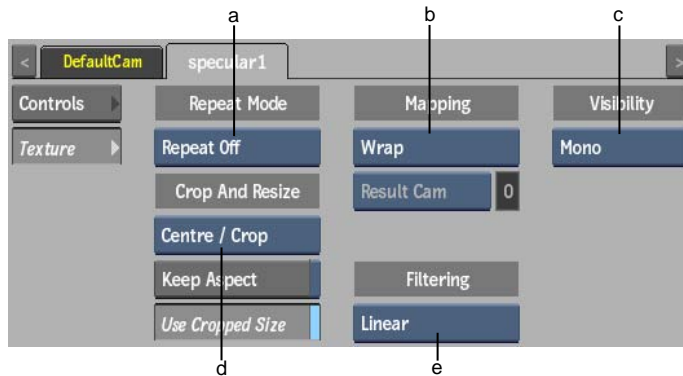 a b c
< DefaultCam specular1 >
Controls Repeat Mode Mapping Visibility
Texture Repeat Off Wrap Mono
Crop And Resize Result Cam 0
Centre / Crop
Keep Aspect Filtering
Use Cropped Size Linear
d e